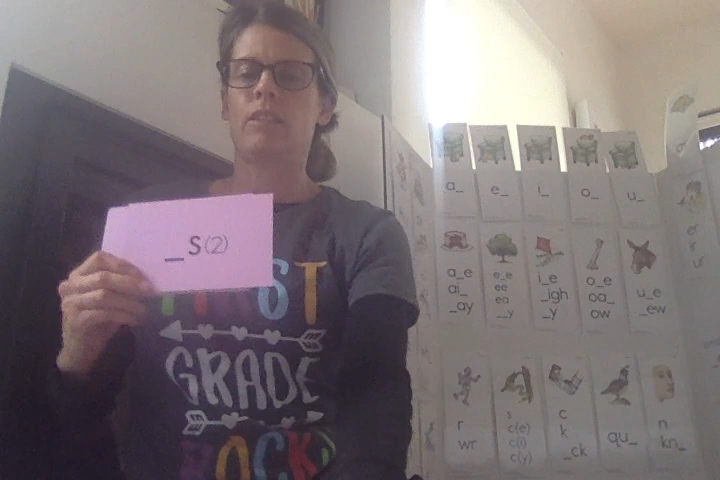 _s(2)
FIRST
GRADE
ROCKS
a_
e_
i_
o_
u_
a_e
ai_
_ay
e_e
ee
ea
_y
i_e
_igh
_y
o_e
oa_
ow
u_e
_ew
r
wr
s
c(e)
c(i)
c(y)
c
k
_ck
qu_
n
kn_